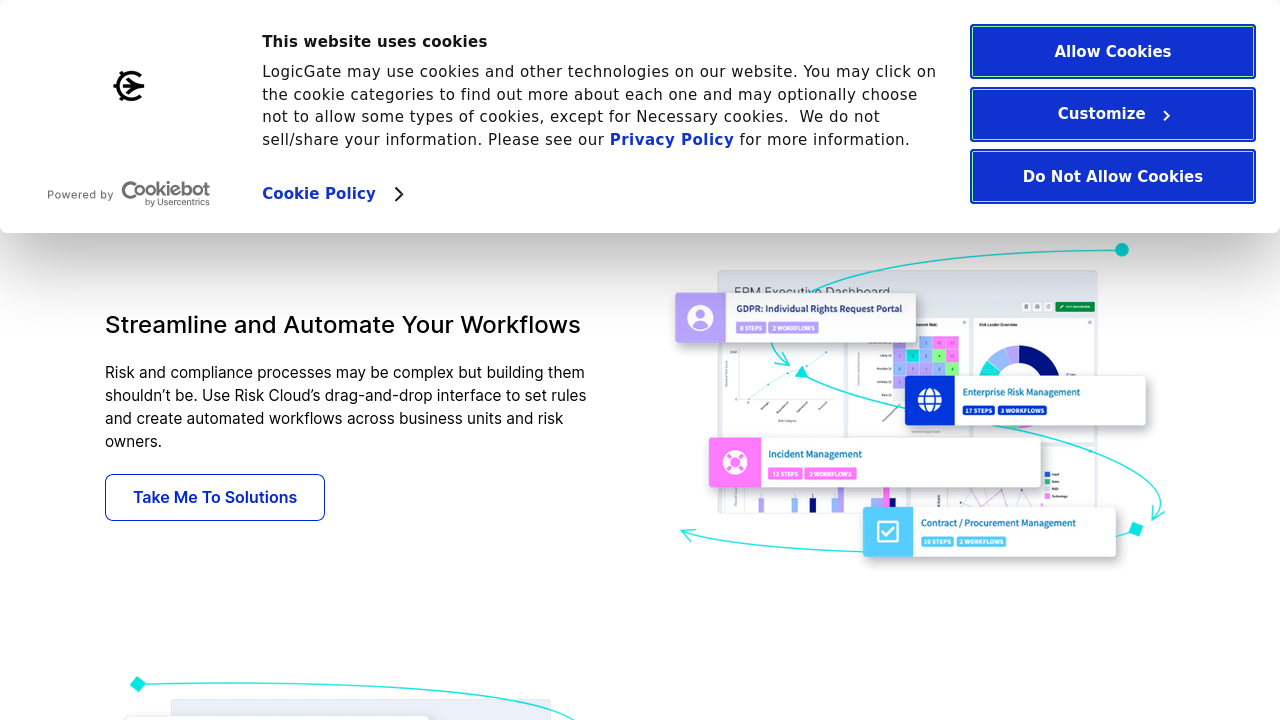 This website uses cookies
LogicGate may use cookies and other technologies on our website. You may click on
the cookie categories to find out more about each one and may optionally choose
not to allow some types of cookies, except for Necessary cookies.  We do not
sell/share your information. Please see our Privacy Policy for more information.
Cookie Policy
Powered by Cookiebot
by Usercentrics
Allow Cookies
Customize
Do Not Allow Cookies
Streamline and Automate Your Workflows
Risk and compliance processes may be complex but building them
shouldn’t be. Use Risk Cloud’s drag-and-drop interface to set rules
and create automated workflows across business units and risk
owners.
Take Me To Solutions
ERM Executive Dashboard
GDPR: Individual Rights Request Portal
8 STEPS
2 WORKFLOWS
Risk Leader Overview
Enterprise Risk Management
17 STEPS
3 WORKFLOWS
Incident Management
12 STEPS
2 WORKFLOWS
Contract / Procurement Management
10 STEPS
2 WORKFLOWS